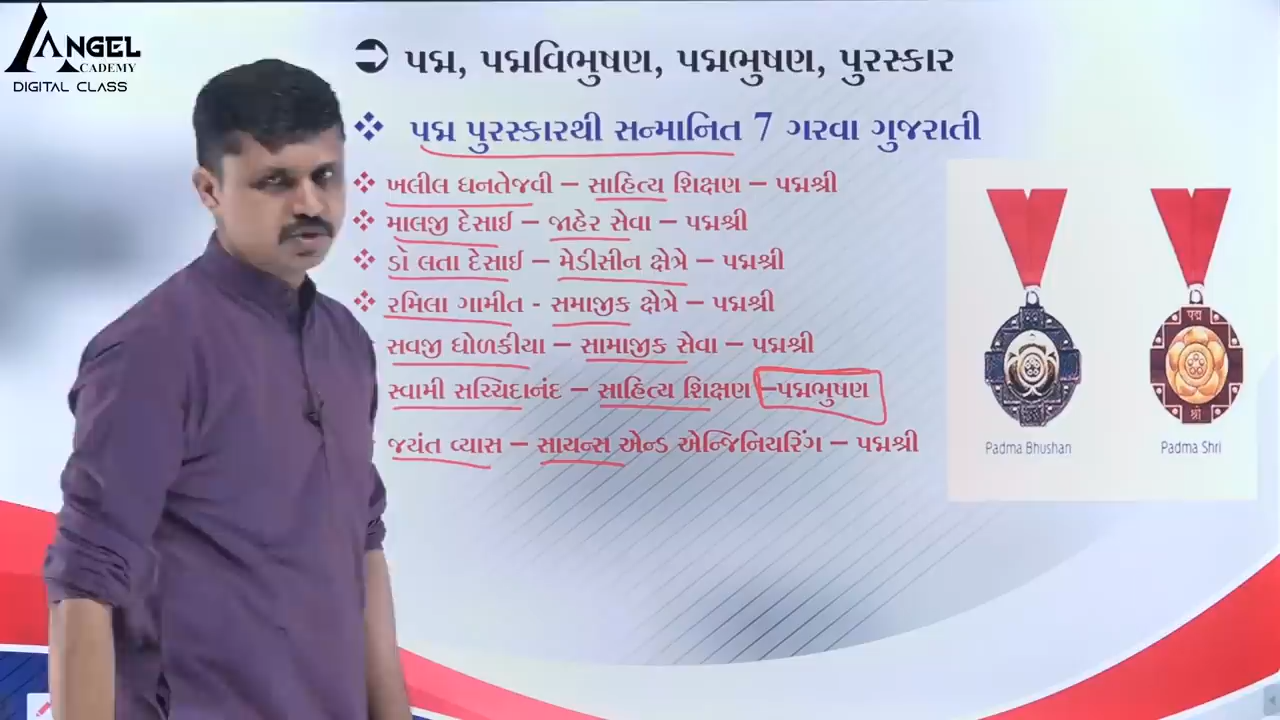 ANGEL
ACADEMY
DIGITAL CLASS
પદ્મ, પદ્મવિભુષણ, પદ્મભુષણ, પુરસ્કાર
પદ્મ પુરસ્કારથી સન્માનિત 7 ગરવા ગુજરાતી
ખલીલ ધનતેજવી – સાહિત્ય શિક્ષણ – પદ્મશ્રી
માલજી દેસાઈ – જાહેર સેવા – પદ્મશ્રી
ડૉ લતા દેસાઈ – મેડીસીન ક્ષેત્રે – પદ્મશ્રી
રમિલા ગામીત - સમાજીક ક્ષેત્રે – પદ્મશ્રી
સવજી ધોળકીયા – સામાજીક સેવા – પદ્મશ્રી
સ્વામી સચ્ચિદાનંદ – સાહિત્ય શિક્ષણ –પદ્મભુષણ
જયંત વ્યાસ – સાયન્સ એન્ડ એન્જિનિયરિંગ – પદ્મશ્રી
पद्म
श्री
Padma Bhushan
Padma Shri